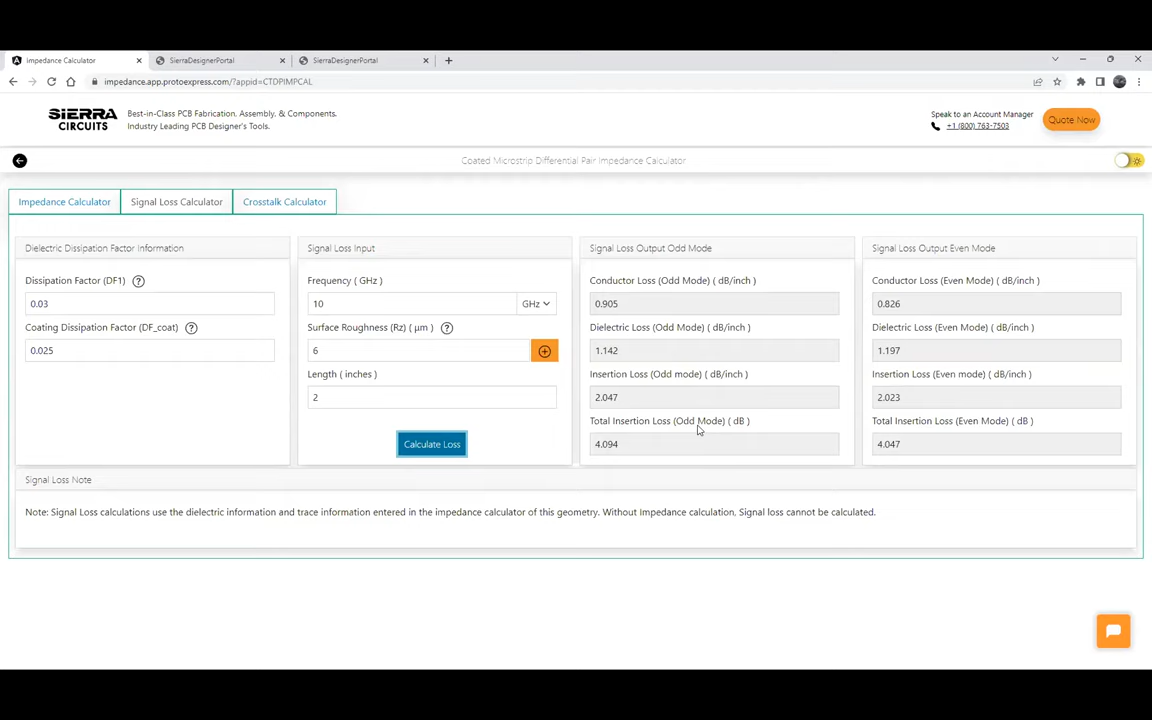 Impedance Calculator
SierraDesignerPortal
SierraDesignerPortal
impedance.app.protoexpress.com/?appid=CTDPIMPCAL
SIERRA
CIRCUITS
Best-in-Class PCB Fabrication, Assembly, & Components.
Industry Leading PCB Designer's Tools.
Speak to an Account Manager
+1 (800) 763-7503
Quote Now
Coated Microstrip Differential Pair Impedance Calculator
Impedance Calculator
Signal Loss Calculator
Crosstalk Calculator
Dielectric Dissipation Factor Information
Dissipation Factor (DF1) ?
0.03
Coating Dissipation Factor (DF_coat) ?
0.025
Signal Loss Input
Frequency ( GHz )
10
GHz
Surface Roughness (Rz) ( μm ) ?
6
Length ( inches )
2
Calculate Loss
Signal Loss Output Odd Mode
Conductor Loss (Odd Mode) ( dB/inch )
0.905
Dielectric Loss (Odd Mode) ( dB/inch )
1.142
Insertion Loss (Odd mode) ( dB/inch )
2.047
Total Insertion Loss (Odd Mode) ( dB )
4.094
Signal Loss Output Even Mode
Conductor Loss (Even Mode) ( dB/inch )
0.826
Dielectric Loss (Even Mode) ( dB/inch )
1.197
Insertion Loss (Even mode) ( dB/inch )
2.023
Total Insertion Loss (Even Mode) ( dB )
4.047
Signal Loss Note
Note: Signal Loss calculations use the dielectric information and trace information entered in the impedance calculator of this geometry. Without Impedance calculation, Signal loss cannot be calculated.